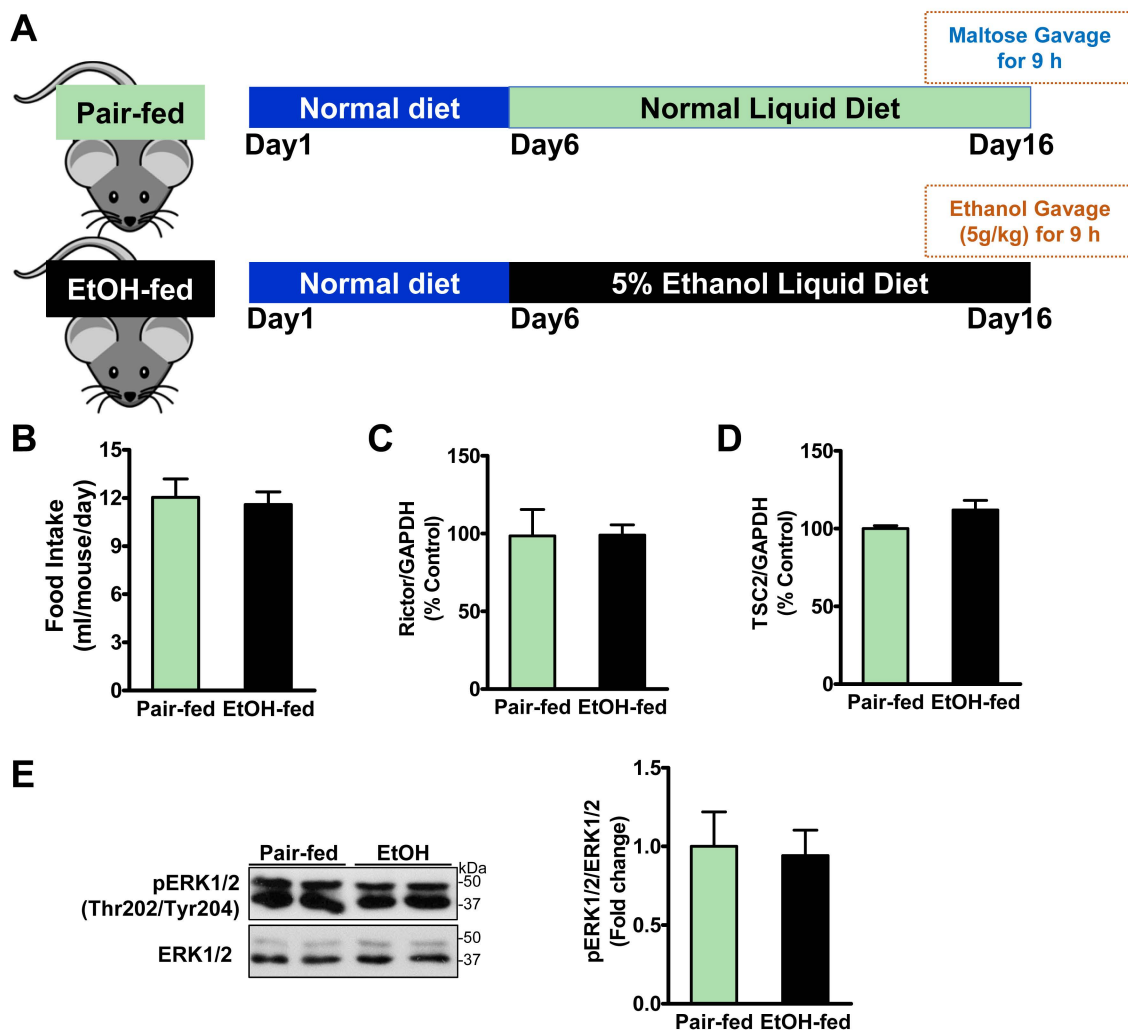 A
Maltose Gavage
for 9 h
Pair-fed
Normal diet
Normal Liquid Diet
Day1
Day6
Day16
Ethanol Gavage
(5g/kg) for 9 h
EtOH-fed
Normal diet
5% Ethanol Liquid Diet
Day1
Day6
Day16
B
Food Intake
(ml/mouse/day)
15
12
9
6
3
0
Pair-fed
EtOH-fed
C
Rictor/GAPDH
(% Control)
150
100
50
0
Pair-fed
EtOH-fed
D
TSC2/GAPDH
(% Control)
150
100
50
0
Pair-fed
EtOH-fed
E
Pair-fed
EtOH
kDa
pERK1/2
(Thr202/Tyr204)
-50
-37
ERK1/2
-50
-37
pERK1/2/ERK1/2
(Fold change)
1.5
1.0
0.5
0.0
Pair-fed
EtOH-fed